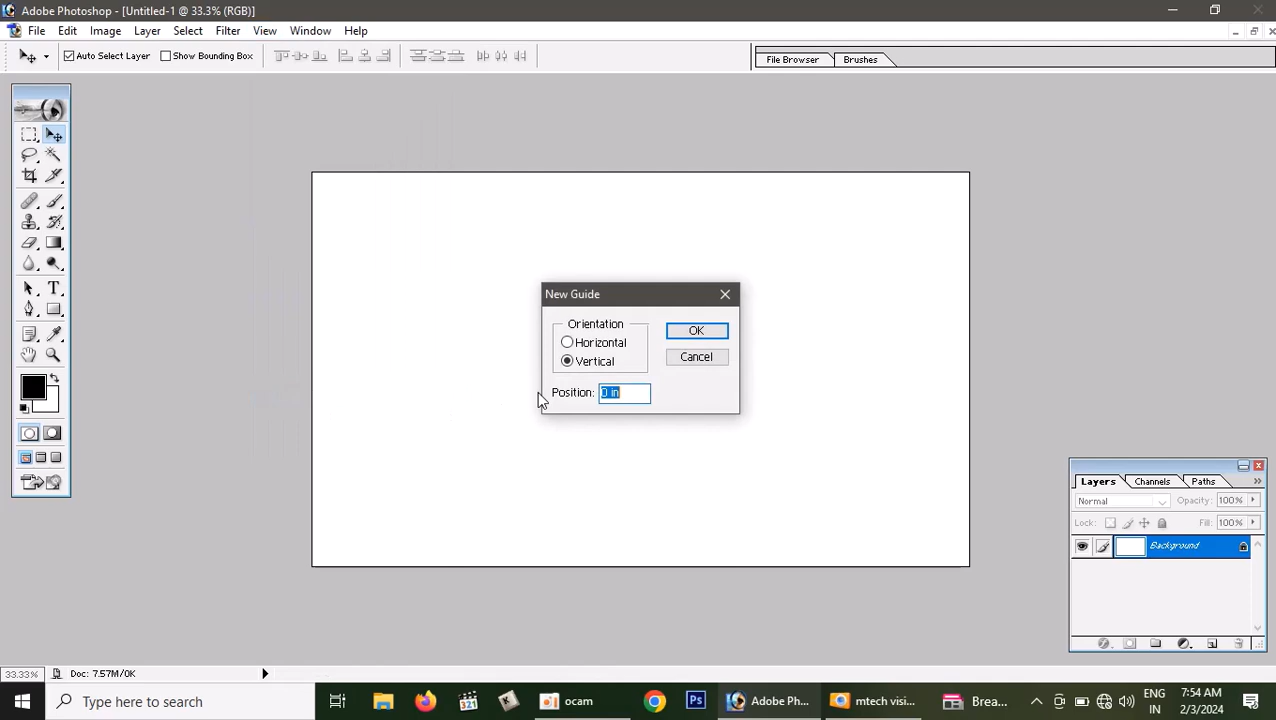 Adobe Photoshop - [Untitled-1 @ 33.3% (RGB)]
File Edit Image Layer Select Filter View Window Help
Auto Select Layer Show Bounding Box
File Browser Brushes
New Guide
Orientation
Horizontal
Vertical
OK
Cancel
Position: 0 in
Layers Channels Paths
Normal Opacity: 100%
Lock: Fill: 100%
Background
33.33% Doc: 7.57M/0K
Type here to search
ocam
Adobe Ph...
mtech visi...
Brea...
ENG
IN
7:54 AM
2/3/2024